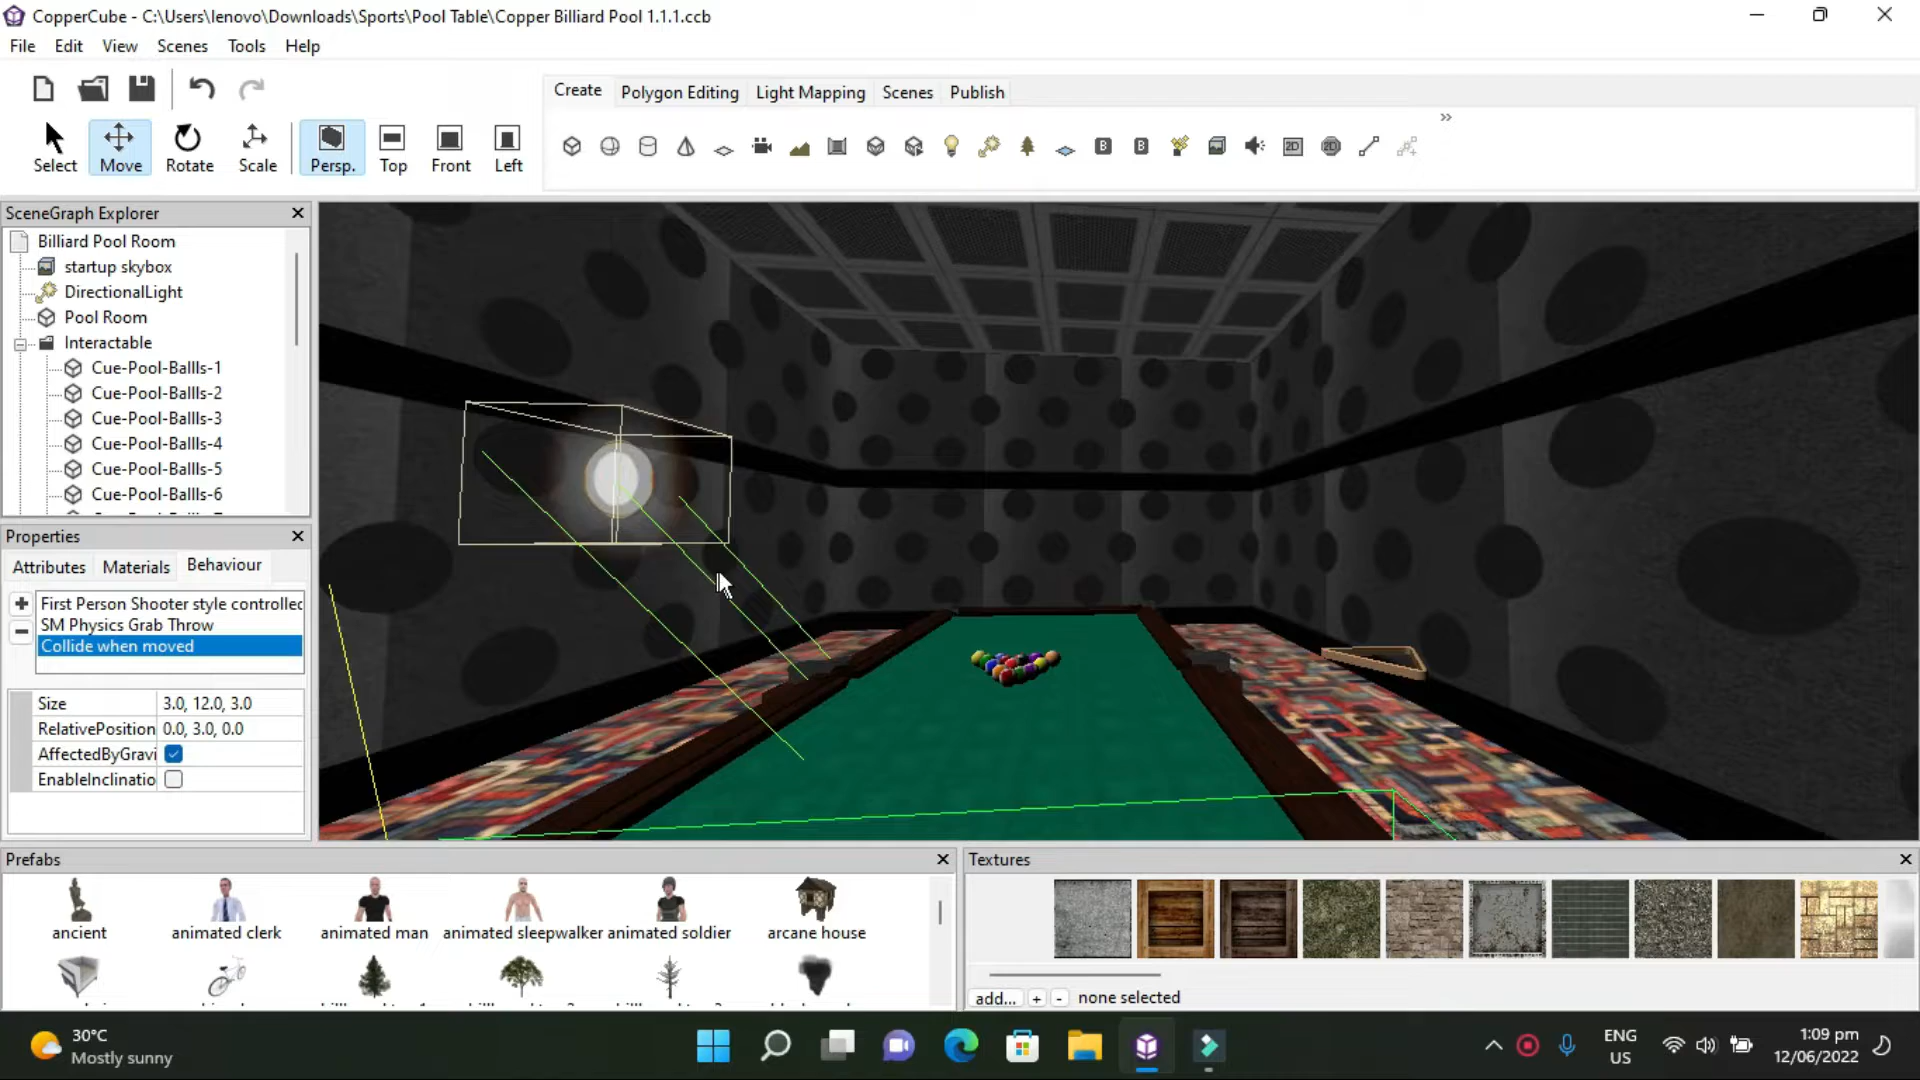 CopperCube - C:\Users\lenovo\Downloads\Sports\Pool Table\Copper Billiard Pool 1.1.1.ccb
File Edit View Scenes Tools Help
Create Polygon Editing Light Mapping Scenes Publish
Select Move Rotate Scale Persp. Top Front Left
B B 2D 2D
SceneGraph Explorer
Billiard Pool Room
startup skybox
DirectionalLight
Pool Room
Interactable
Cue-Pool-Ballls-1
Cue-Pool-Ballls-2
Cue-Pool-Ballls-3
Cue-Pool-Ballls-4
Cue-Pool-Ballls-5
Cue-Pool-Ballls-6
Properties
Attributes Materials Behaviour
First Person Shooter style controllec
SM Physics Grab Throw
Collide when moved
Size 3.0, 12.0, 3.0
RelativePosition 0.0, 3.0, 0.0
AffectedByGravi
EnableInclinatio
Prefabs
ancient animated clerk animated man animated sleepwalker animated soldier arcane house
Textures
add... + - none selected
30°C
Mostly sunny
ENG
US
1:09 pm
12/06/2022